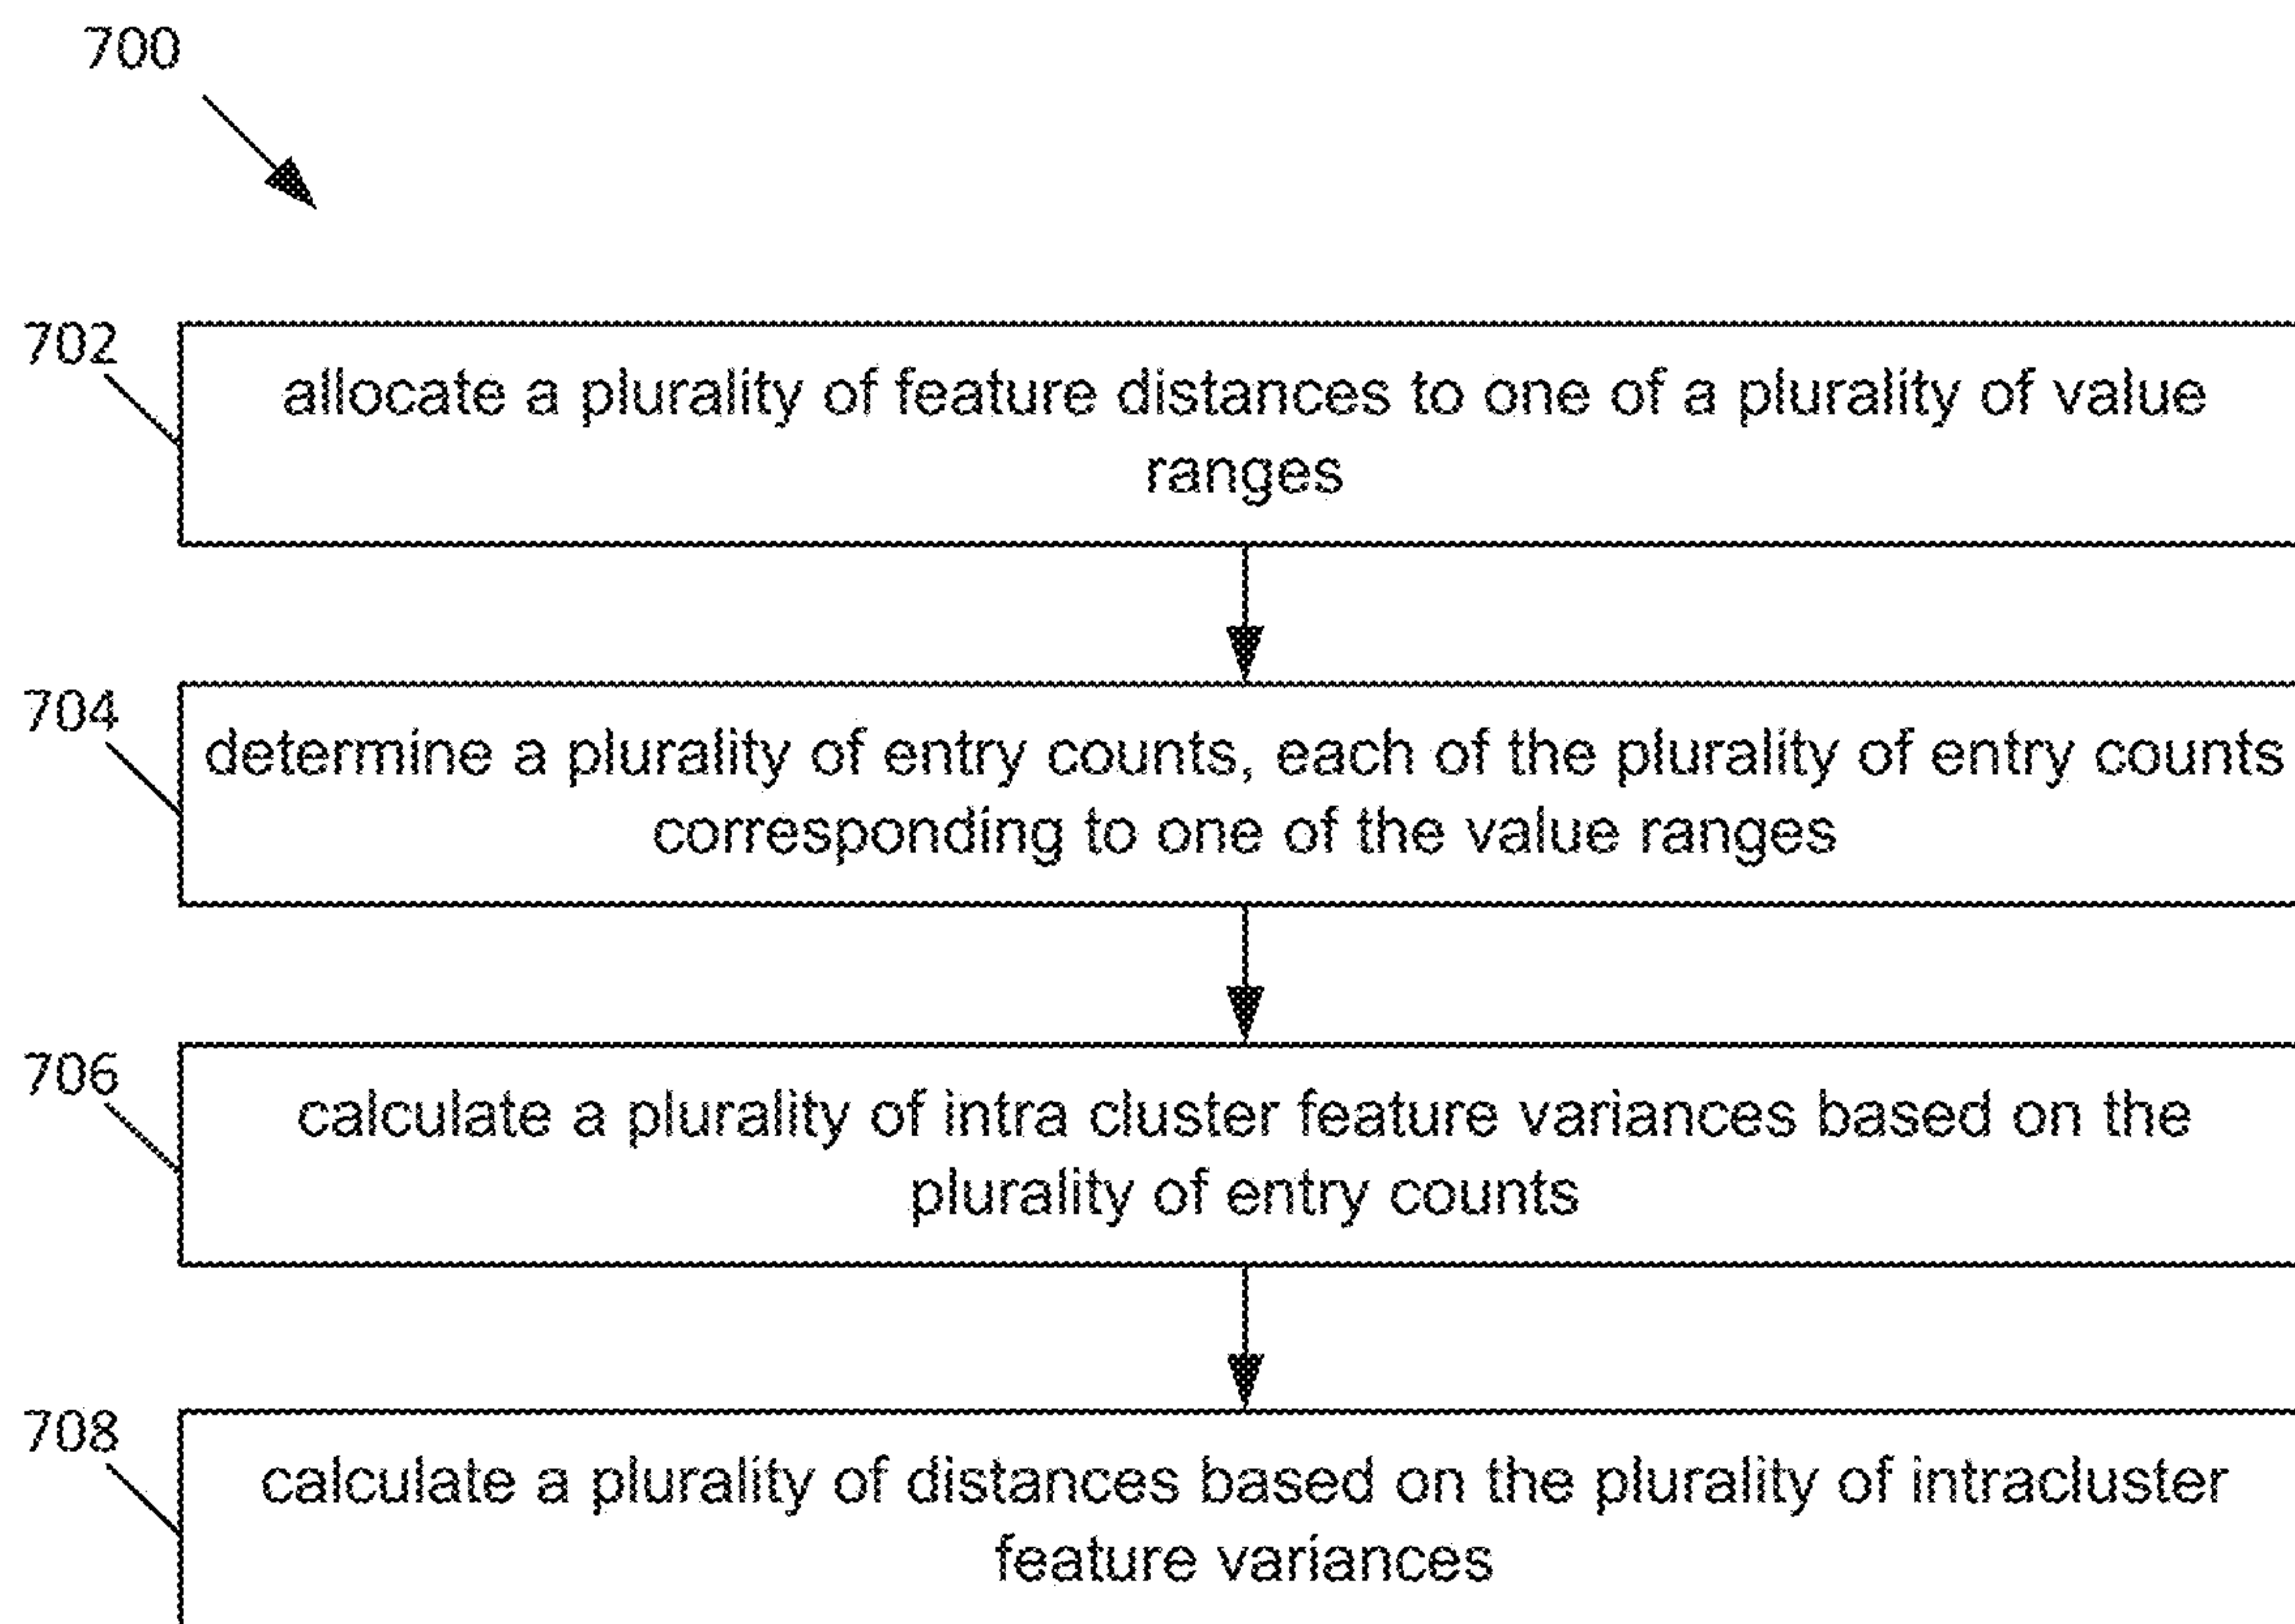 700
702
allocate a plurality of feature distances to one of a plurality of value
ranges
704
determine a plurality of entry counts, each of the plurality of entry counts
corresponding to one of the value ranges
706
calculate a plurality of intra cluster feature variances based on the
plurality of entry counts
708
calculate a plurality of distances based on the plurality of intracluster
feature variances